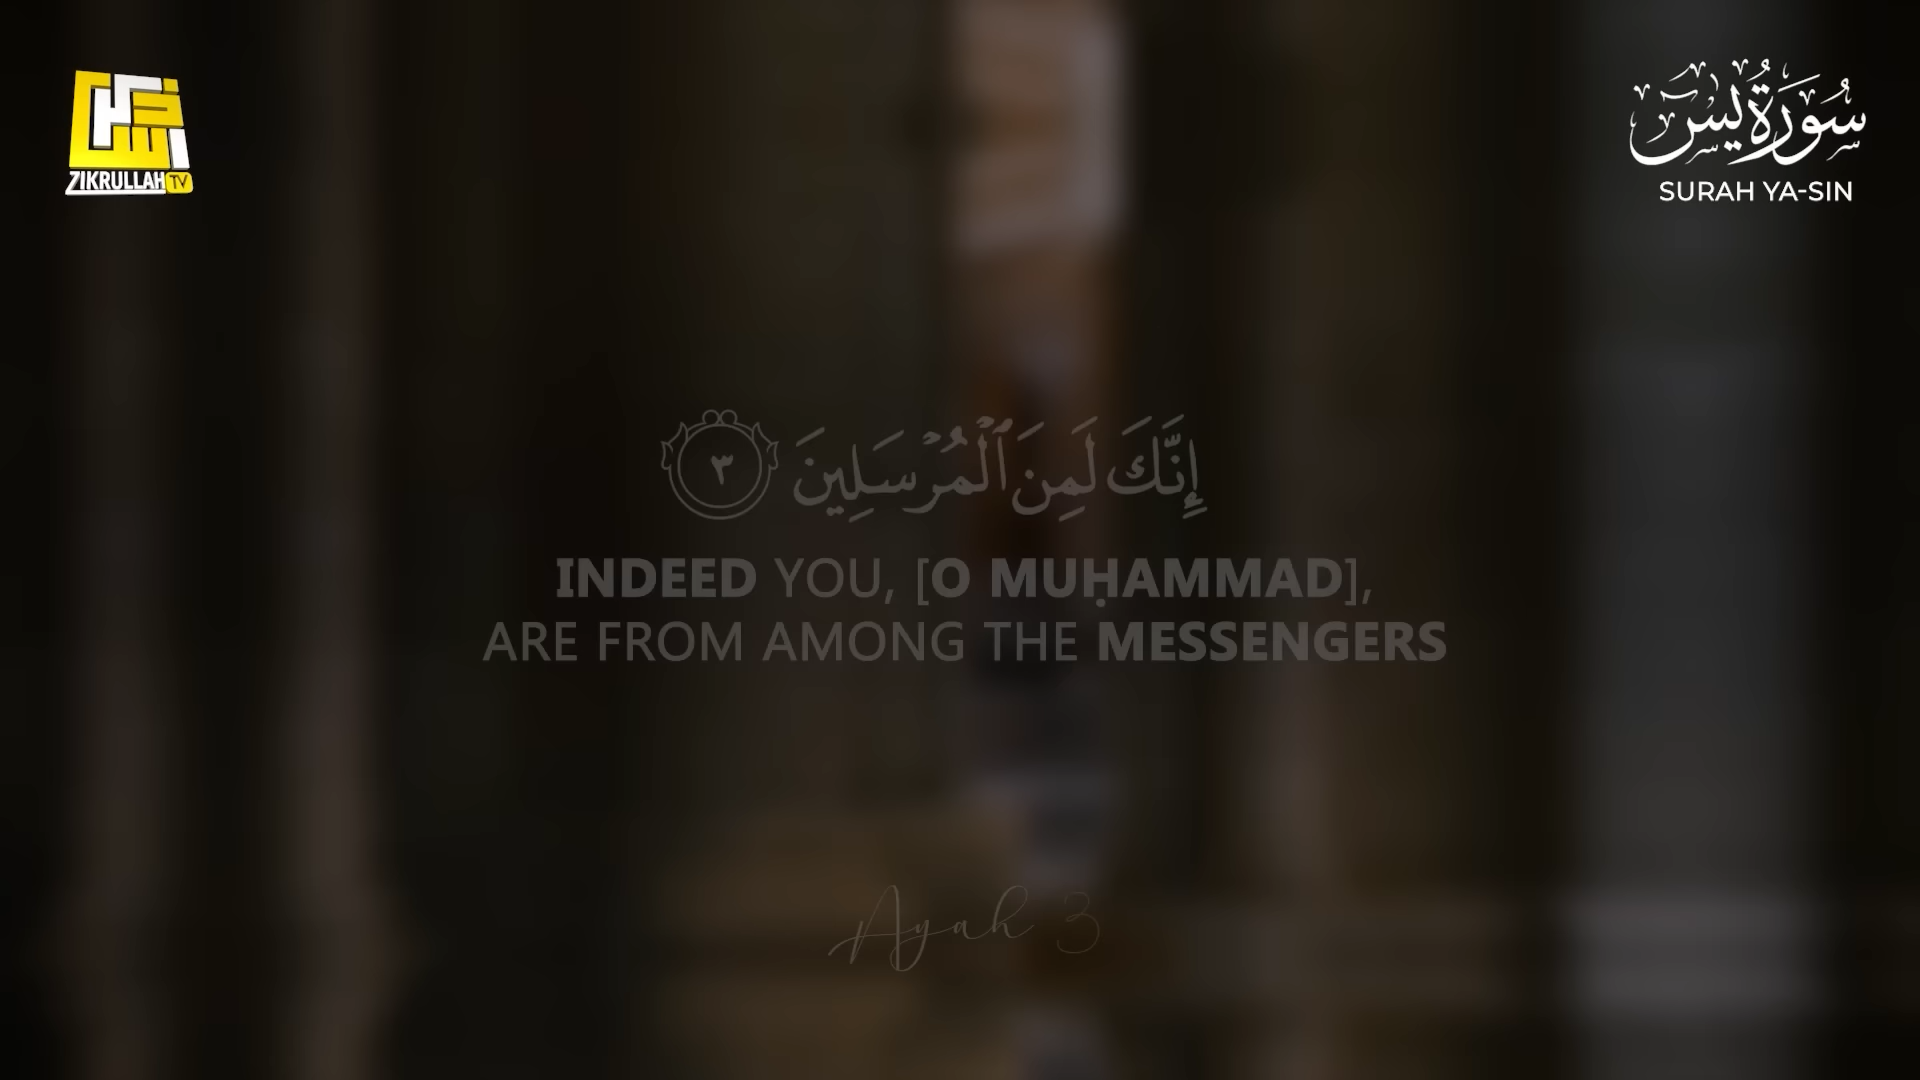 ZIKRULLAH TV
سُورَةُ يٰسٓ
SURAH YA-SIN
إِنَّكَ لَمِنَ ٱلْمُرْسَلِينَ ٣
INDEED YOU, [O MUḤAMMAD],
ARE FROM AMONG THE MESSENGERS
Ayah 3